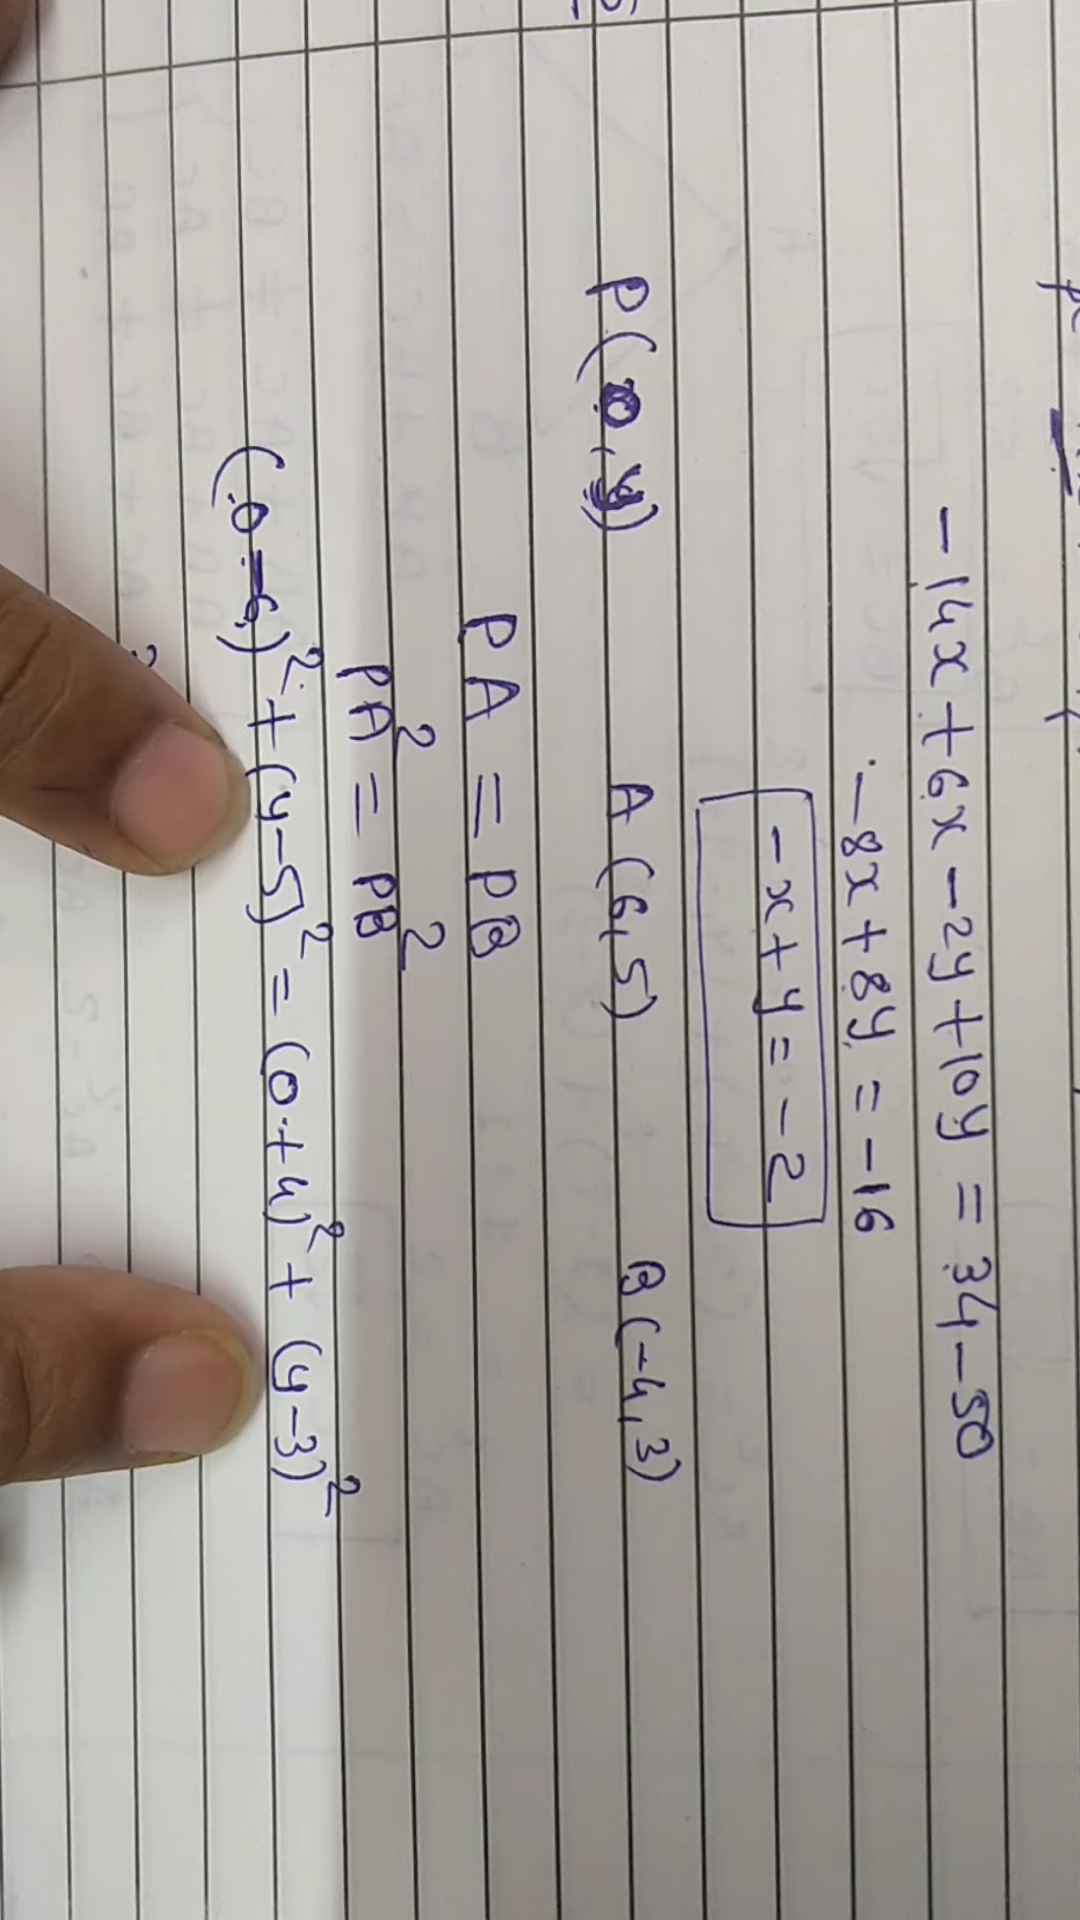 -14x + 6x - 2y + 10y = 34 - 50
-8x + 8y = -16
-x + y = -2
P(0, y) A (6, 5) B (-4, 3)
PA = PB
PA² = PB²
(0-6)² + (y-5)² = (0+4)² + (y-3)²